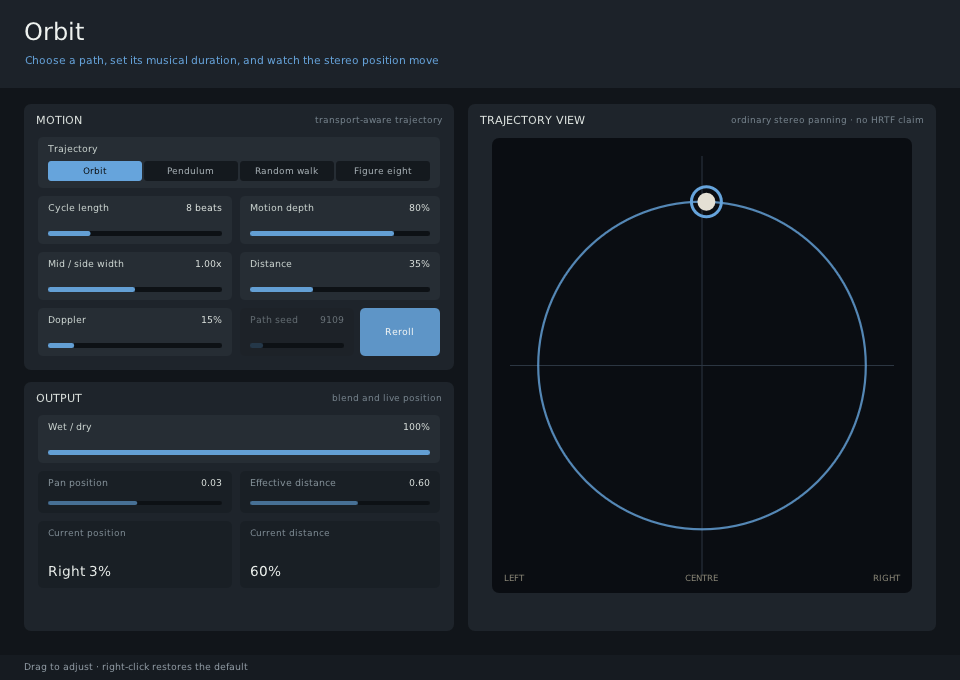 Orbit
Choose a path, set its musical duration, and watch the stereo position move
MOTION
transport-aware trajectory
Trajectory
Orbit
Pendulum
Random walk
Figure eight
Cycle length
8 beats
Motion depth
80%
Mid / side width
1.00x
Distance
35%
Doppler
15%
Path seed
9109
Reroll
OUTPUT
blend and live position
Wet / dry
100%
Pan position
0.03
Effective distance
0.60
Current position
Right 3%
Current distance
60%
TRAJECTORY VIEW
ordinary stereo panning · no HRTF claim
LEFT
CENTRE
RIGHT
Drag to adjust · right-click restores the default